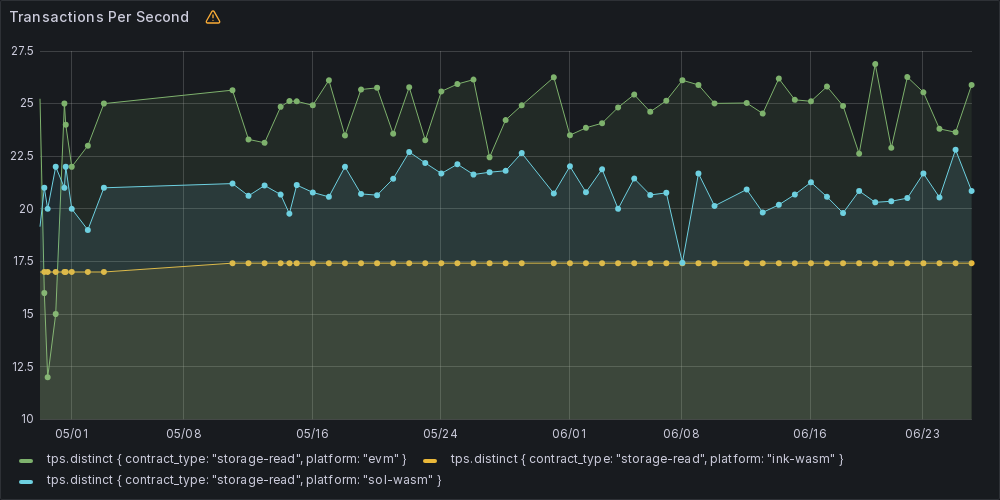 Transactions Per Second
27.5
25
22.5
20
17.5
15
12.5
10
05/01 05/08 05/16 05/24 06/01 06/08 06/16 06/23
tps.distinct { contract_type: "storage-read", platform: "evm" } tps.distinct { contract_type: "storage-read", platform: "ink-wasm" }
tps.distinct { contract_type: "storage-read", platform: "sol-wasm" }